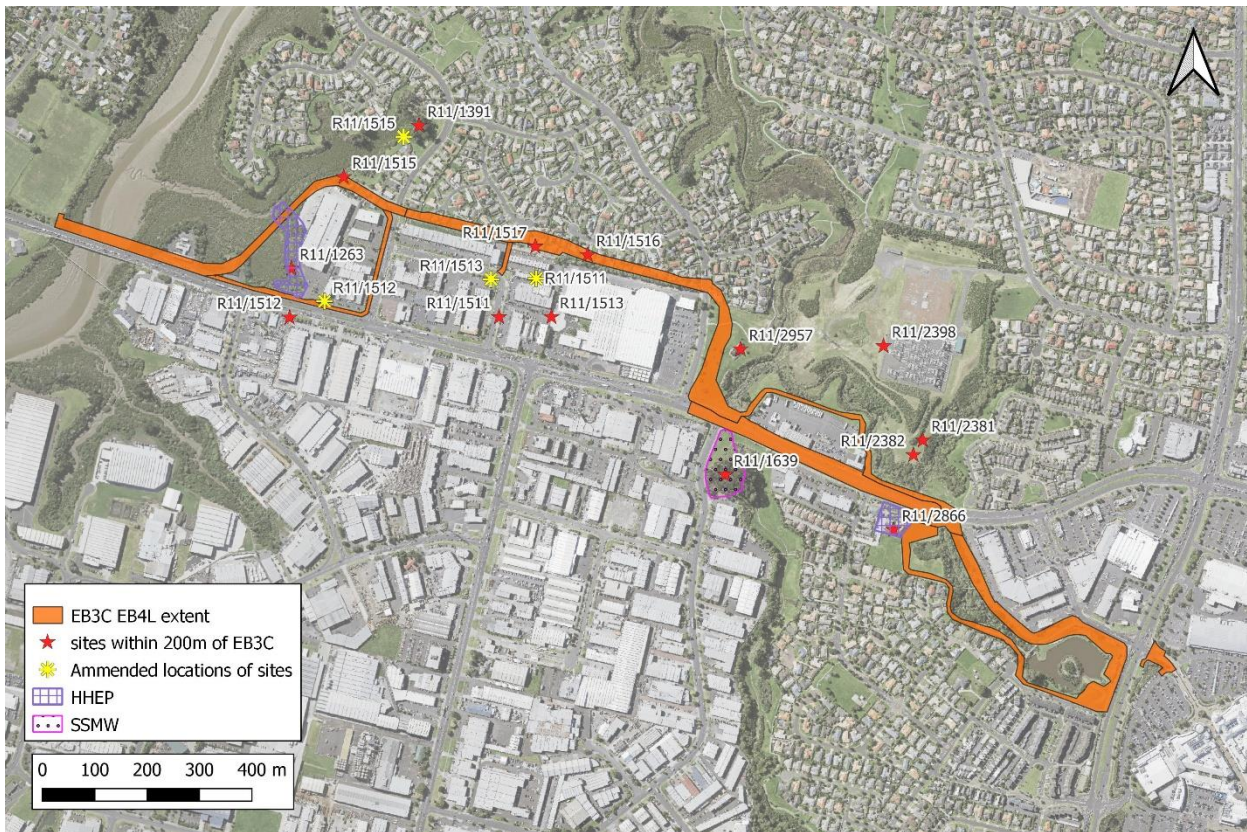 R11/1391
R11/1515
R11/1515
R11/1517
R11/1516
R11/1263
R11/1513
R11/1511
R11/1512
R11/1512
R11/1511
R11/1513
R11/2957
R11/2398
R11/2381
R11/2382
R11/1639
R11/2866
EB3C EB4L extent
sites within 200m of EB3C
Ammended locations of sites
HHEP
SSMW
0 100 200 300 400 m